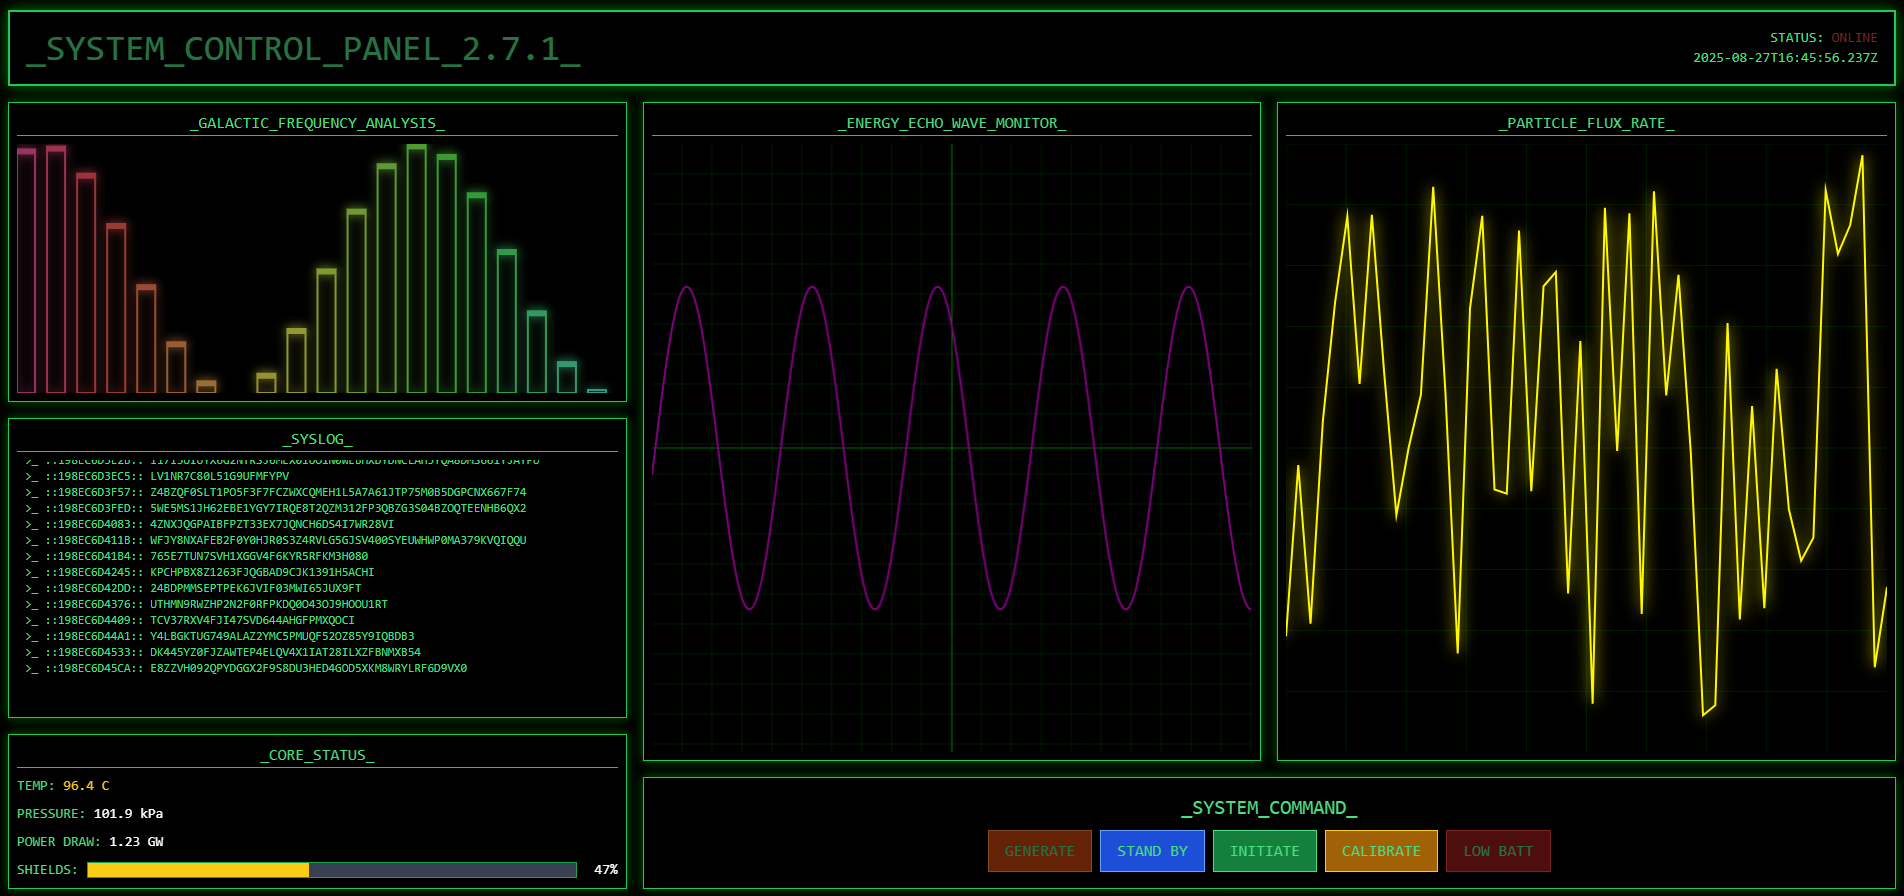 _SYSTEM_CONTROL_PANEL_2.7.1_
STATUS: ONLINE
2025-08-27T16:45:56.237Z
_GALACTIC_FREQUENCY_ANALYSIS_
_SYSLOG_
>_ ::198EC6D3EC5:: LV1NR7C80L51G9UFMFYPV
>_ ::198EC6D3F57:: Z4BZQF0SLT1PO5F3F7FCZWXCQMEH1L5A7A61JTP75M0B5DGPCNX667F74
>_ ::198EC6D3FED:: 5WE5MS1JH62EBE1YGY7IRQE8T2QZM312FP3QBZG3S04BZOQTEENHB6QX2
>_ ::198EC6D4083:: 4ZNXJQGPAIBFPZT33EX7JQNCH6DS4I7WR28VI
>_ ::198EC6D411B:: WFJY8NXAFEB2F0Y0HJR0S3Z4RVLG5GJSV400SYEUWHWP0MA379KVQIQQU
>_ ::198EC6D41B4:: 765E7TUN7SVH1XGGV4F6KYR5RFKM3H080
>_ ::198EC6D4245:: KPCHPBX8Z1263FJQGBAD9CJK1391H5ACHI
>_ ::198EC6D42DD:: 24BDPMMSEPTPEK6JVIF03MWI65JUX9FT
>_ ::198EC6D4376:: UTHMN9RWZHP2N2F0RFPKDQ0O43OJ9HOOU1RT
>_ ::198EC6D4409:: TCV37RXV4FJI47SVD644AHGFPMXQOCI
>_ ::198EC6D44A1:: Y4LBGKTUG749ALAZ2YMC5PMUQF52OZ85Y9IQBDB3
>_ ::198EC6D4533:: DK445YZ0FJZAWTEP4ELQV4X1IAT28ILXZFBNMXB54
>_ ::198EC6D45CA:: E8ZZVH092QPYDGGX2F9S8DU3HED4GOD5XKM8WRYLRF6D9VX0
_CORE_STATUS_
TEMP: 96.4 C
PRESSURE: 101.9 kPa
POWER DRAW: 1.23 GW
SHIELDS: 47%
_ENERGY_ECHO_WAVE_MONITOR_
_PARTICLE_FLUX_RATE_
_SYSTEM_COMMAND_
GENERATE
STAND BY
INITIATE
CALIBRATE
LOW BATT